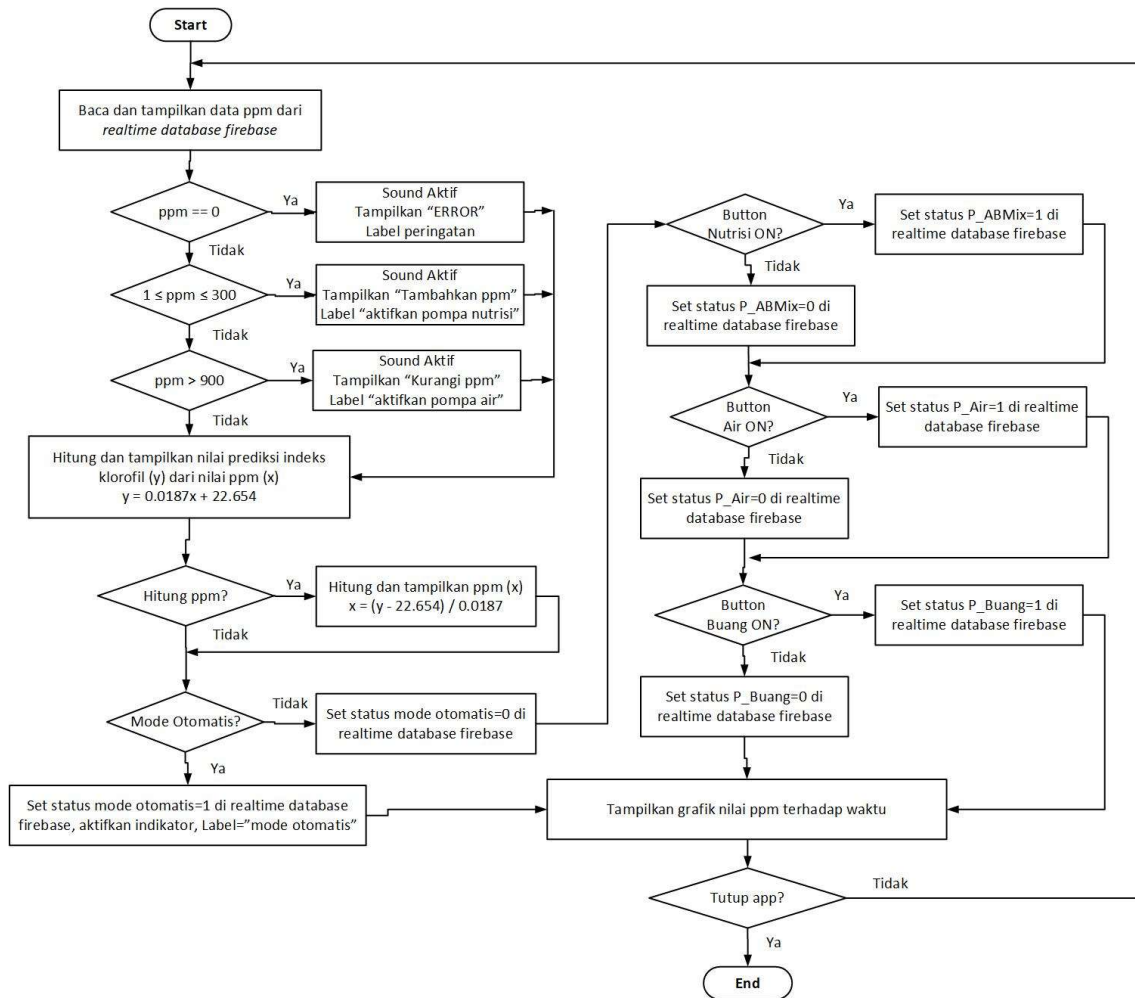 Start
Baca dan tampilkan data ppm dari
realtime database firebase
ppm == 0
Ya
Sound Aktif
Tampilkan “ERROR”
Label peringatan
Tidak
1 ≤ ppm ≤ 300
Ya
Sound Aktif
Tampilkan “Tambahkan ppm”
Label “aktifkan pompa nutrisi”
Tidak
ppm > 900
Ya
Sound Aktif
Tampilkan “Kurangi ppm”
Label “aktifkan pompa air”
Tidak
Hitung dan tampilkan nilai prediksi indeks
klorofil (y) dari nilai ppm (x)
y = 0.0187x + 22.654
Hitung ppm?
Ya
Hitung dan tampilkan ppm (x)
x = (y - 22.654) / 0.0187
Tidak
Mode Otomatis?
Tidak
Set status mode otomatis=0 di
realtime database firebase
Ya
Set status mode otomatis=1 di realtime database
firebase, aktifkan indikator, Label=”mode otomatis”
Button
Nutrisi ON?
Ya
Set status P_ABMix=1 di
realtime database firebase
Tidak
Set status P_ABMix=0 di
realtime database firebase
Button
Air ON?
Ya
Set status P_Air=1 di realtime
database firebase
Tidak
Set status P_Air=0 di realtime
database firebase
Button
Buang ON?
Ya
Set status P_Buang=1 di
realtime database firebase
Tidak
Set status P_Buang=0 di
realtime database firebase
Tampilkan grafik nilai ppm terhadap waktu
Tutup app?
Tidak
Ya
End